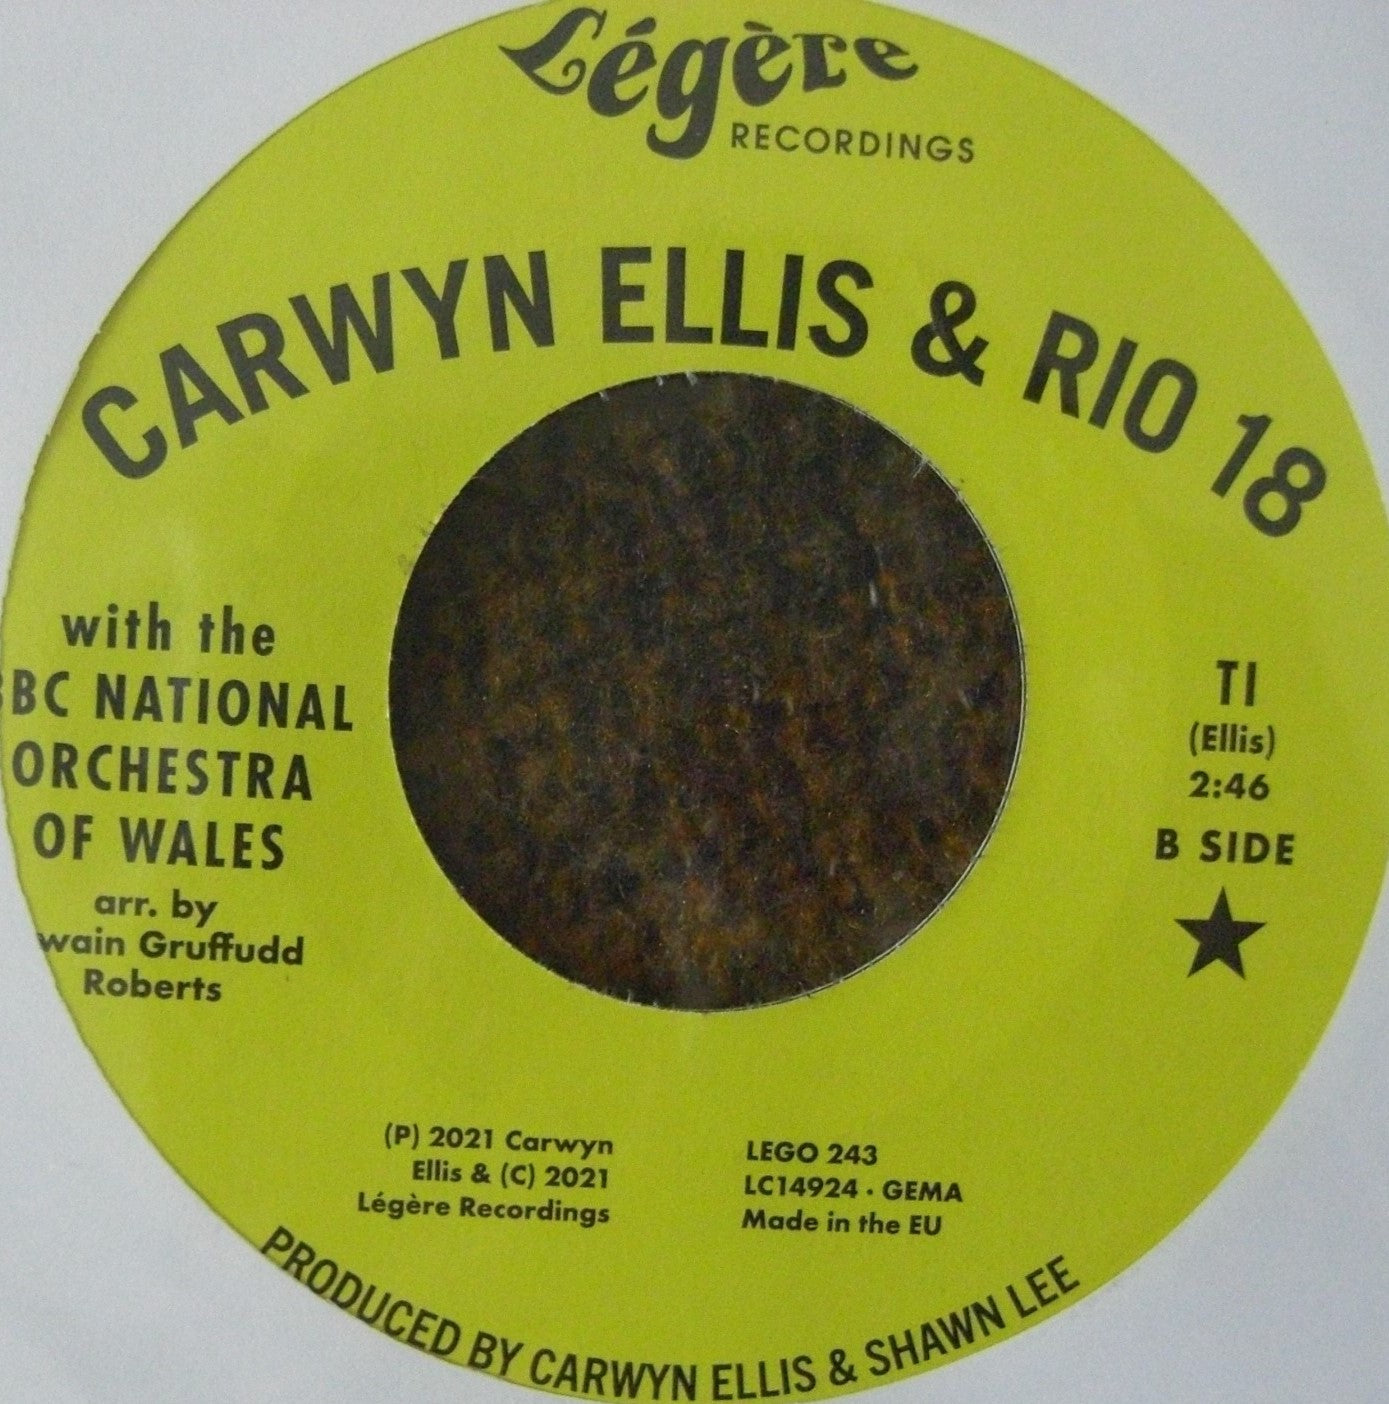 Légère
RECORDINGS
CARWYN ELLIS & RIO 18
with the
BBC NATIONAL
ORCHESTRA
OF WALES
arr. by
wain Gruffudd
Roberts
TI
(Ellis)
2:46
B SIDE
(P) 2021 Carwyn
Ellis & (C) 2021
Légère Recordings
LEGO 243
LC14924 · GEMA
Made in the EU
PRODUCED BY CARWYN ELLIS & SHAWN LEE